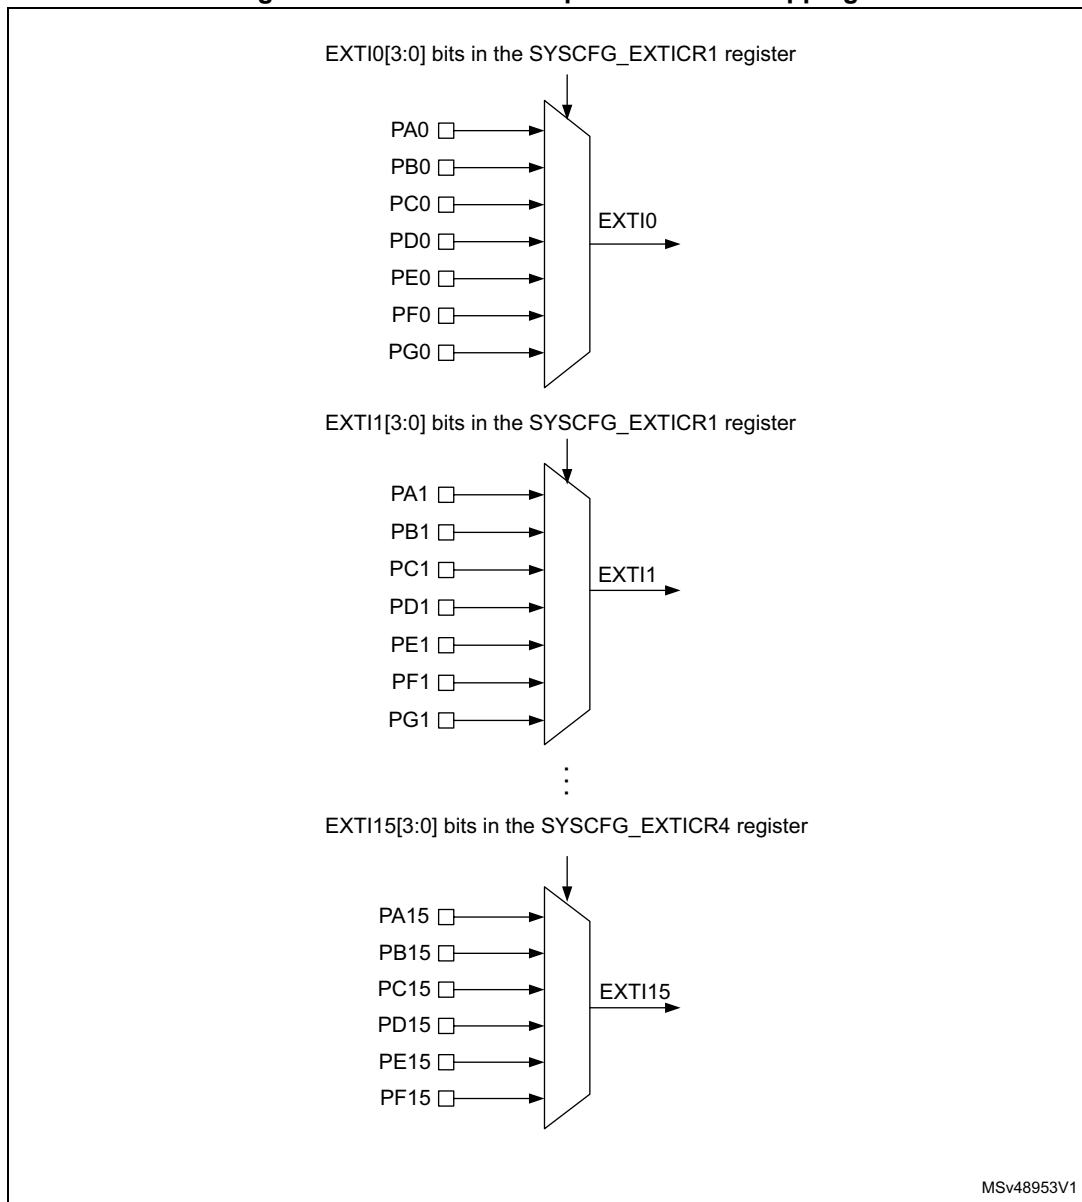 EXTI0[3:0] bits in the SYSCFG_EXTICR1 register
PA0
PB0
PC0
PD0
PE0
PF0
PG0
EXTI0
EXTI1[3:0] bits in the SYSCFG_EXTICR1 register
PA1
PB1
PC1
PD1
PE1
PF1
PG1
EXTI1
EXTI15[3:0] bits in the SYSCFG_EXTICR4 register
PA15
PB15
PC15
PD15
PE15
PF15
EXTI15
MSv48953V1